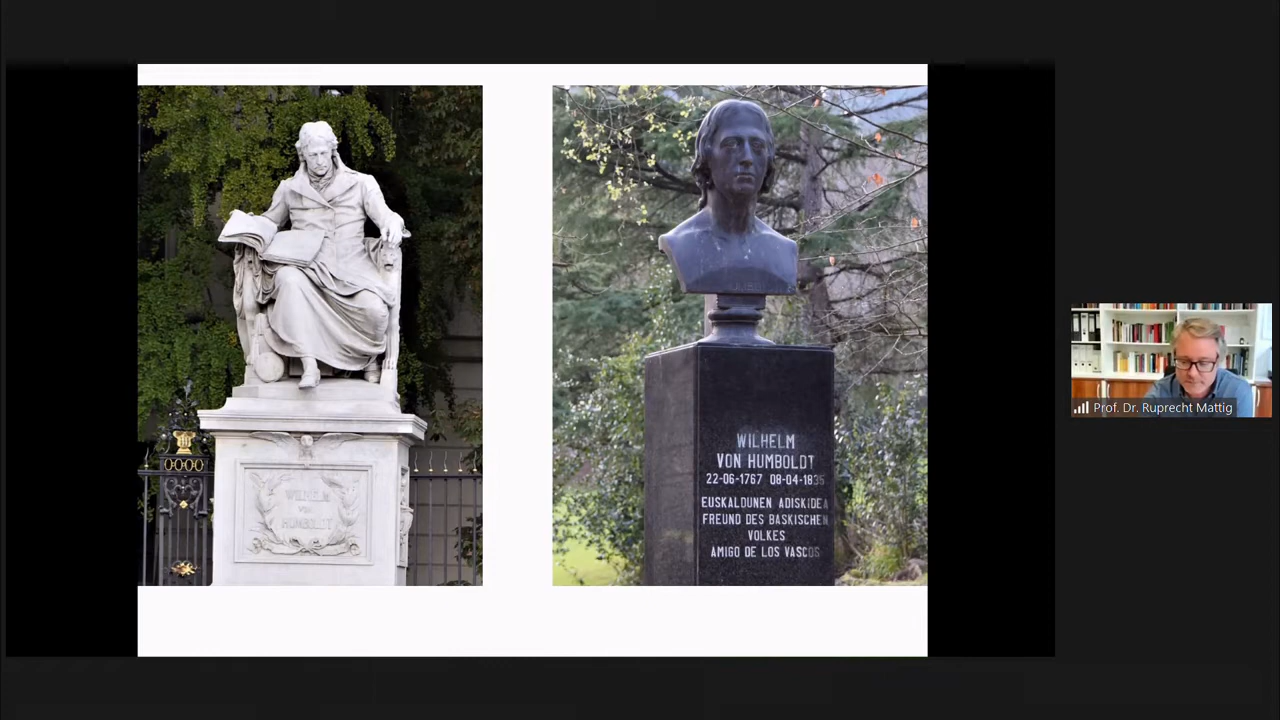 WILHELM
VON
HUMBOLDT
WILHELM
VON HUMBOLDT
22-06-1767 08-04-1835
EUSKALDUNEN ADISKIDEA
FREUND DES BASKISCHEN
VOLKES
AMIGO DE LOS VASCOS
Prof. Dr. Ruprecht Mattig